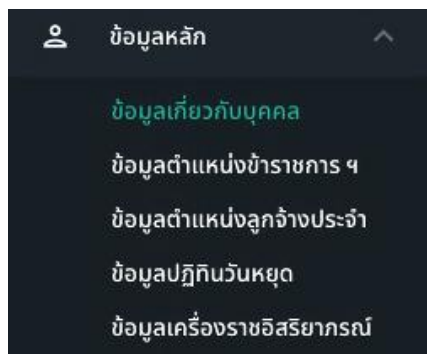 ข้อมูลหลัก
ข้อมูลเกี่ยวกับบุคคล
ข้อมูลตำแหน่งข้าราชการ ฯ
ข้อมูลตำแหน่งลูกจ้างประจำ
ข้อมูลปฏิทินวันหยุด
ข้อมูลเครื่องราชอิสริยาภรณ์